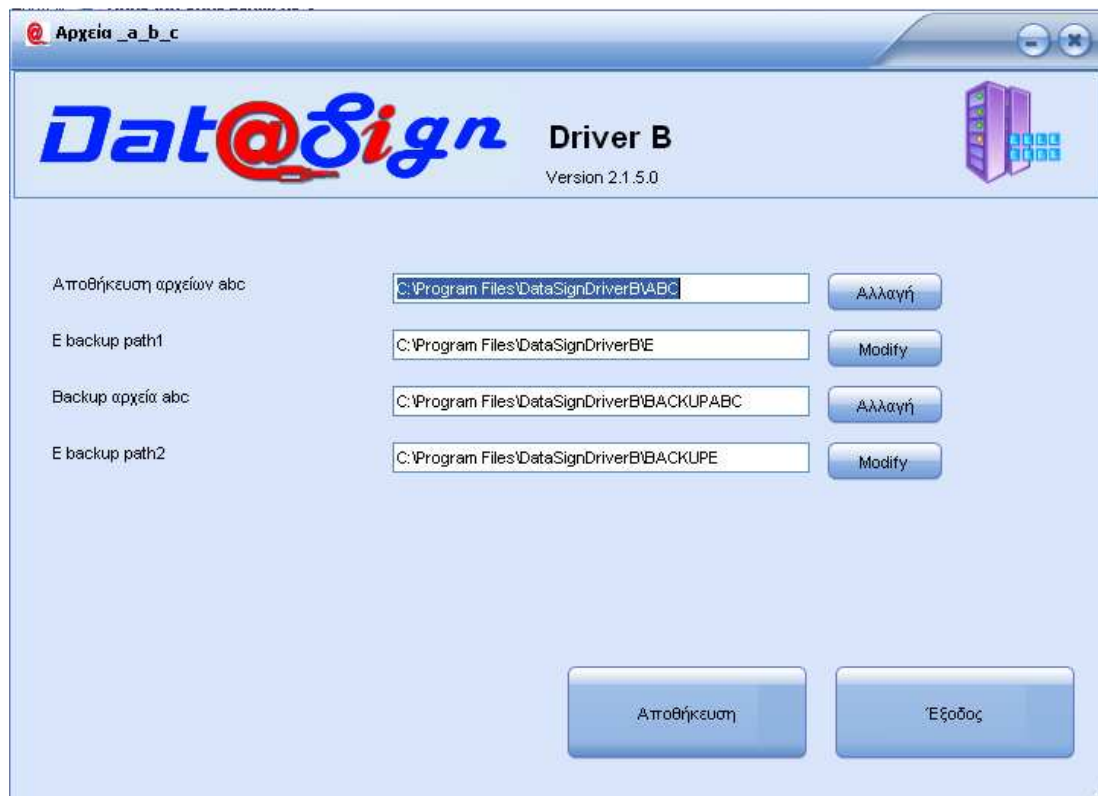 Αρχεία _a_b_c
Dat@Sign
Driver B
Version 2.1.5.0
Αποθήκευση αρχείων abc
C:\Program Files\DataSignDriverB\ABC
Αλλαγή
E backup path1
C:\Program Files\DataSignDriverB\E
Modify
Backup αρχεία abc
C:\Program Files\DataSignDriverB\BACKUPABC
Αλλαγή
E backup path2
C:\Program Files\DataSignDriverB\BACKUPE
Modify
Αποθήκευση
Έξοδος